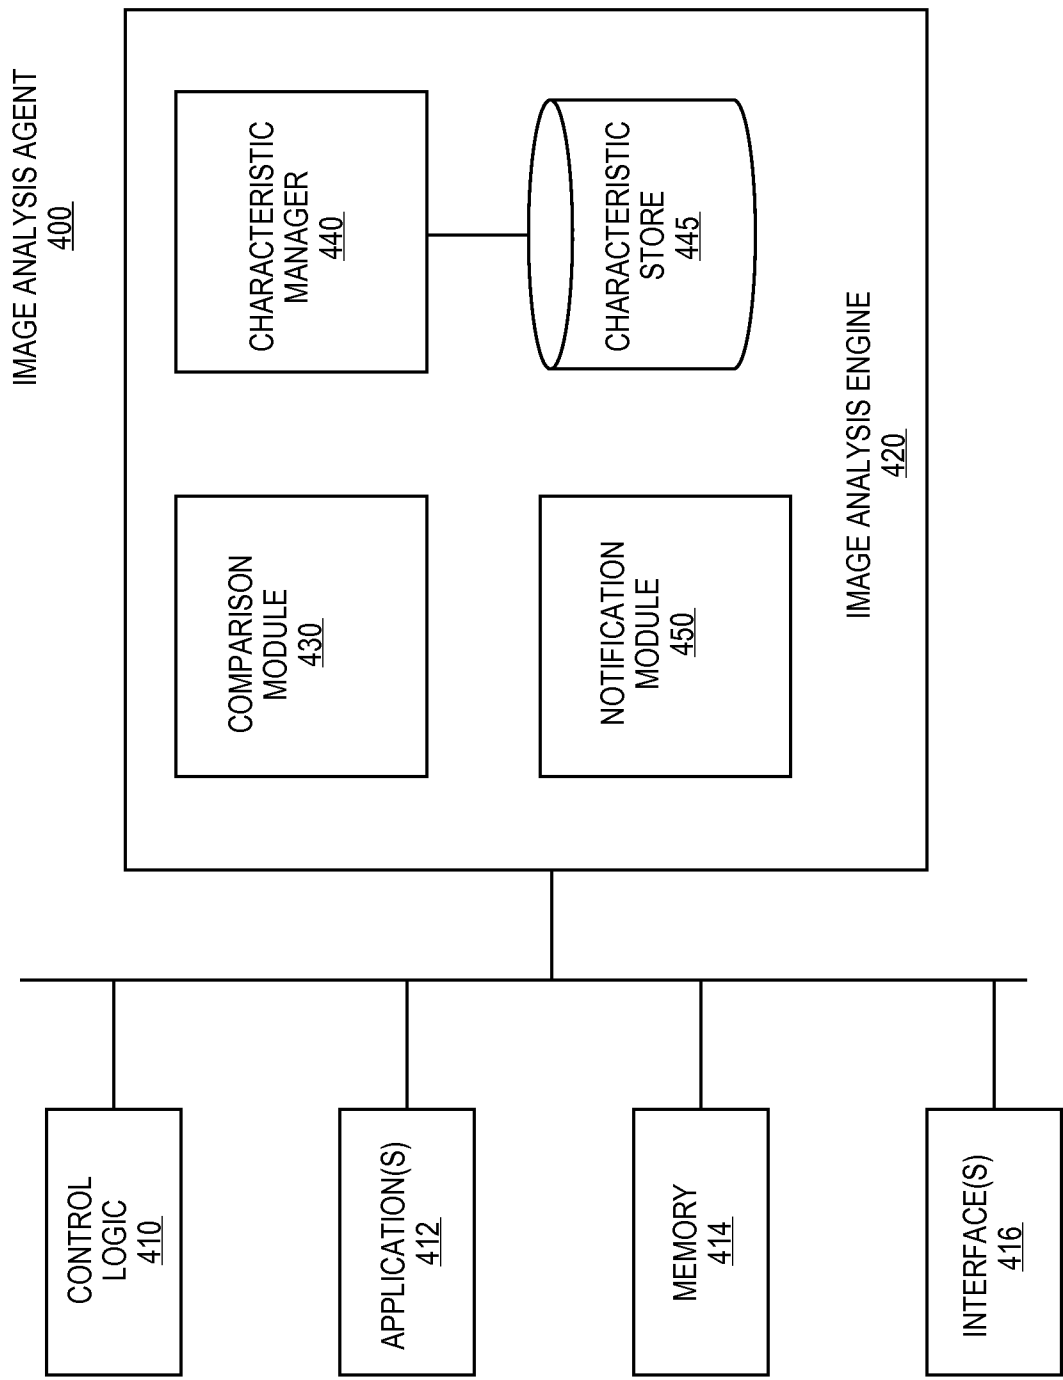 IMAGE ANALYSIS AGENT
400
CONTROL
LOGIC
410
APPLICATION(S)
412
MEMORY
414
INTERFACE(S)
416
COMPARISON
MODULE
430
CHARACTERISTIC
MANAGER
440
NOTIFICATION
MODULE
450
CHARACTERISTIC
STORE
445
IMAGE ANALYSIS ENGINE
420